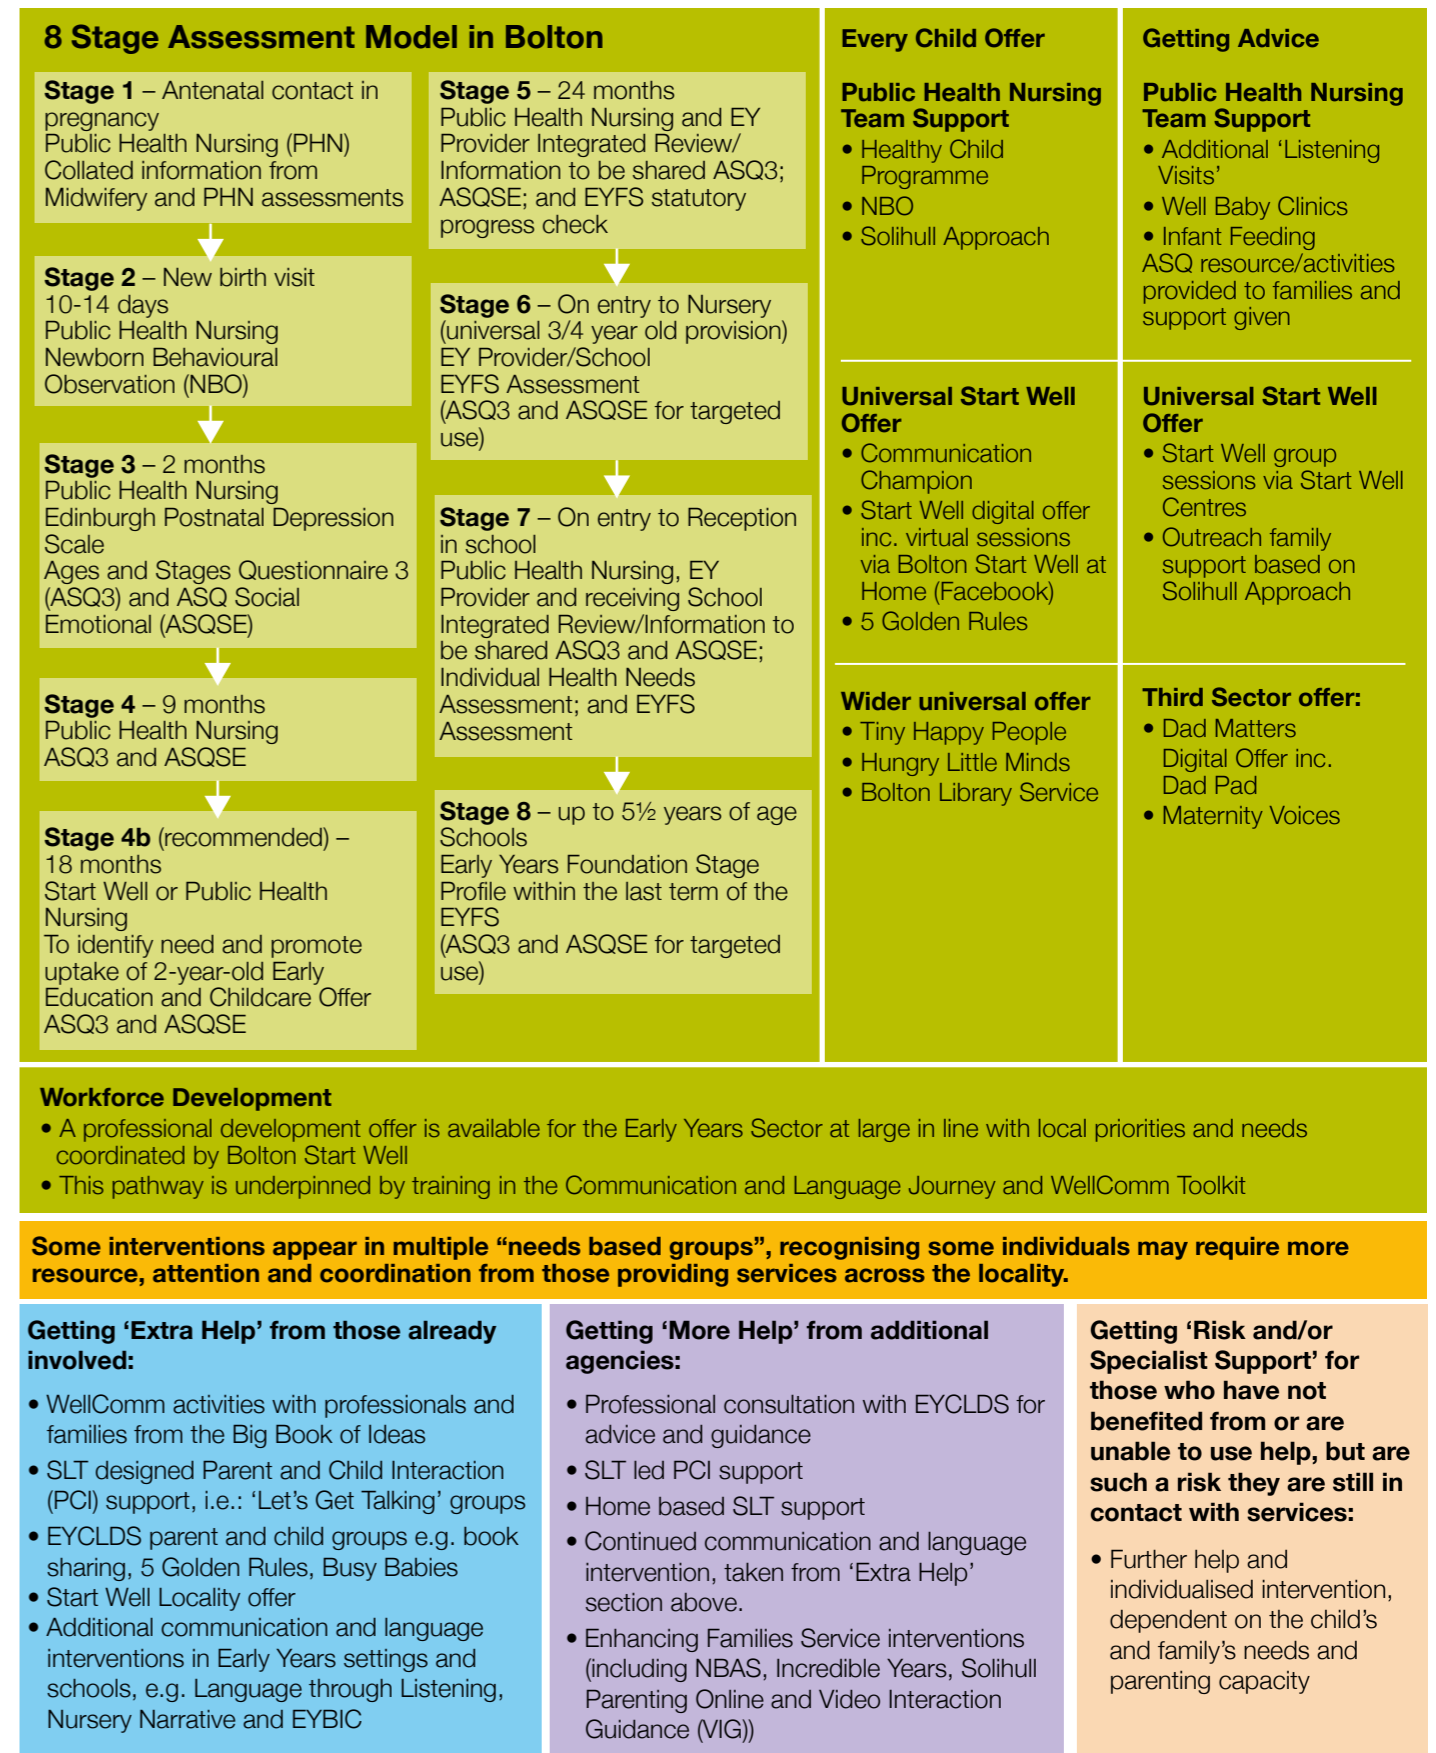 8 Stage Assessment Model in Bolton
Stage 1 – Antenatal contact in
pregnancy
Public Health Nursing (PHN)
Collated information from
Midwifery and PHN assessments
Stage 2 – New birth visit
10-14 days
Public Health Nursing
Newborn Behavioural
Observation (NBO)
Stage 3 – 2 months
Public Health Nursing
Edinburgh Postnatal Depression
Scale
Ages and Stages Questionnaire 3
(ASQ3) and ASQ Social
Emotional (ASQSE)
Stage 4 – 9 months
Public Health Nursing
ASQ3 and ASQSE
Stage 4b (recommended) –
18 months
Start Well or Public Health
Nursing
To identify need and promote
uptake of 2-year-old Early
Education and Childcare Offer
ASQ3 and ASQSE
Stage 5 – 24 months
Public Health Nursing and EY
Provider Integrated Review/
Information to be shared ASQ3;
ASQSE; and EYFS statutory
progress check
Stage 6 – On entry to Nursery
(universal 3/4 year old provision)
EY Provider/School
EYFS Assessment
(ASQ3 and ASQSE for targeted
use)
Stage 7 – On entry to Reception
in school
Public Health Nursing, EY
Provider and receiving School
Integrated Review/Information to
be shared ASQ3 and ASQSE;
Individual Health Needs
Assessment; and EYFS
Assessment
Stage 8 – up to 5½ years of age
Schools
Early Years Foundation Stage
Profile within the last term of the
EYFS
(ASQ3 and ASQSE for targeted
use)
Every Child Offer
Public Health Nursing
Team Support
• Healthy Child
Programme
• NBO
• Solihull Approach
Universal Start Well
Offer
• Communication
Champion
• Start Well digital offer
inc. virtual sessions
via Bolton Start Well at
Home (Facebook)
• 5 Golden Rules
Wider universal offer
• Tiny Happy People
• Hungry Little Minds
• Bolton Library Service
Getting Advice
Public Health Nursing
Team Support
• Additional ‘Listening
Visits’
• Well Baby Clinics
• Infant Feeding
ASQ resource/activities
provided to families and
support given
Universal Start Well
Offer
• Start Well group
sessions via Start Well
Centres
• Outreach family
support based on
Solihull Approach
Third Sector offer:
• Dad Matters
Digital Offer inc.
Dad Pad
• Maternity Voices
Workforce Development
• A professional development offer is available for the Early Years Sector at large in line with local priorities and needs
coordinated by Bolton Start Well
• This pathway is underpinned by training in the Communication and Language Journey and WellComm Toolkit
Some interventions appear in multiple “needs based groups”, recognising some individuals may require more
resource, attention and coordination from those providing services across the locality.
Getting ‘Extra Help’ from those already
involved:
• WellComm activities with professionals and
families from the Big Book of Ideas
• SLT designed Parent and Child Interaction
(PCI) support, i.e.: ‘Let’s Get Talking’ groups
• EYCLDS parent and child groups e.g. book
sharing, 5 Golden Rules, Busy Babies
• Start Well Locality offer
• Additional communication and language
interventions in Early Years settings and
schools, e.g. Language through Listening,
Nursery Narrative and EYBIC
Getting ‘More Help’ from additional
agencies:
• Professional consultation with EYCLDS for
advice and guidance
• SLT led PCI support
• Home based SLT support
• Continued communication and language
intervention, taken from ‘Extra Help’
section above.
• Enhancing Families Service interventions
(including NBAS, Incredible Years, Solihull
Parenting Online and Video Interaction
Guidance (VIG))
Getting ‘Risk and/or
Specialist Support’ for
those who have not
benefited from or are
unable to use help, but are
such a risk they are still in
contact with services:
• Further help and
individualised intervention,
dependent on the child’s
and family’s needs and
parenting capacity